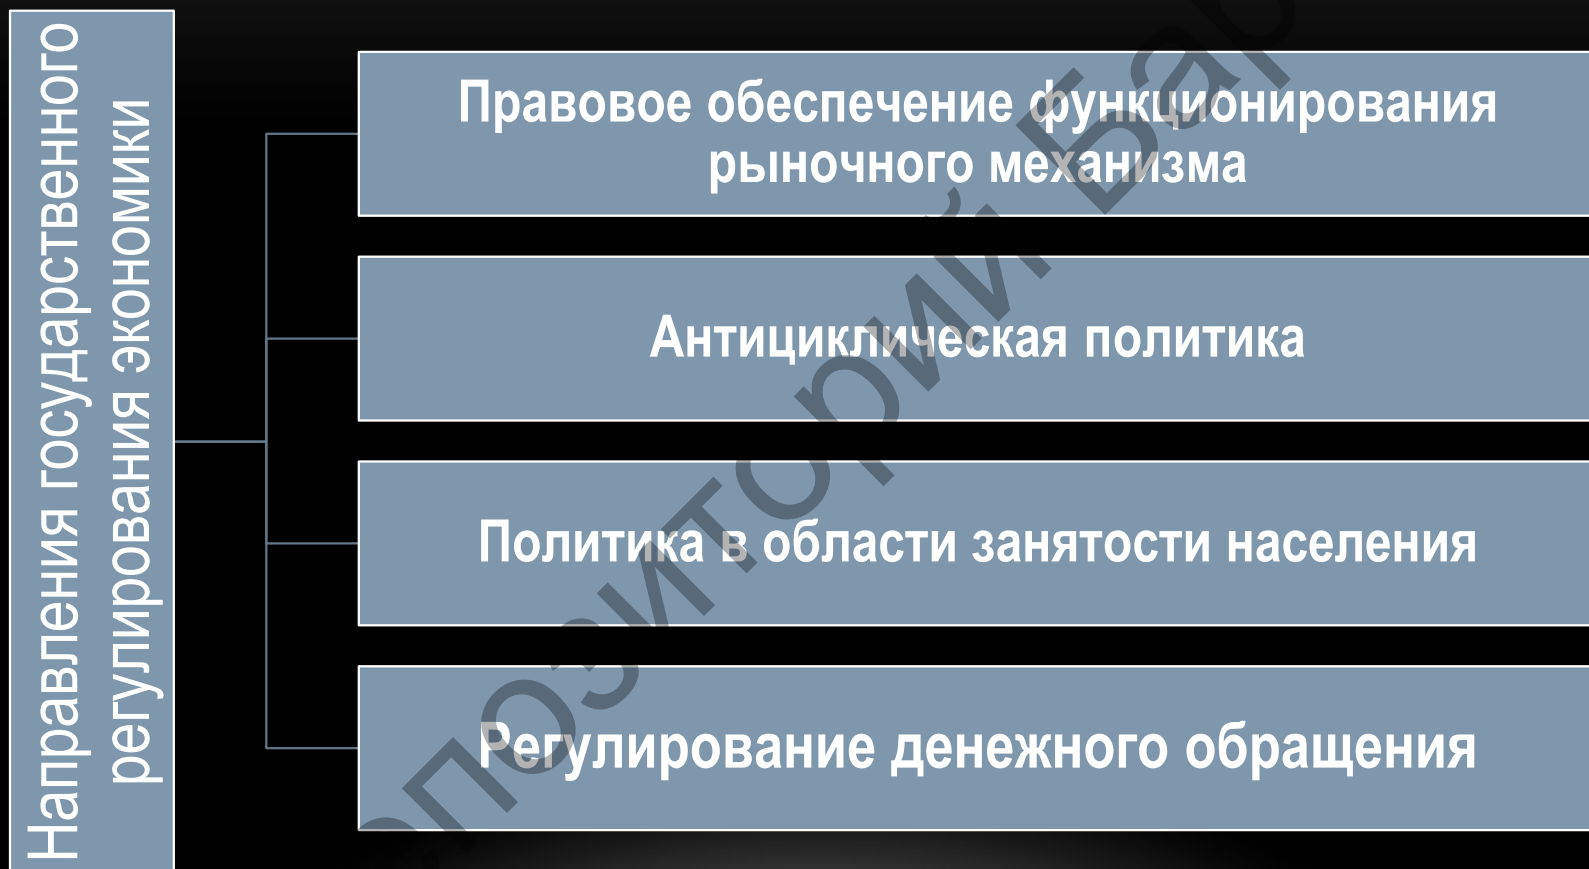 Направления государственного
регулирования экономики
Правовое обеспечение функционирования
рыночного механизма
Антициклическая политика
Политика в области занятости населения
Регулирование денежного обращения